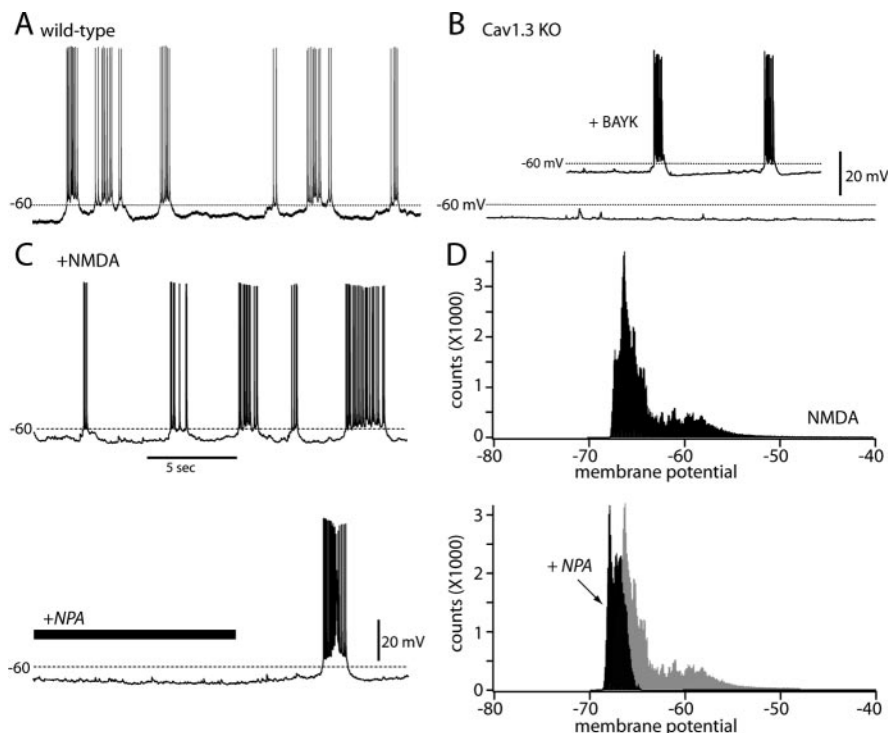 A wild-type
-60
B Cav1.3 KO
+ BAYK
-60 mV
20 mV
-60 mV
C +NMDA
-60
5 sec
+NPA
-60
20 mV
D
counts (X1000)
3
2
1
0
NMDA
-80 -70 -60 -50 -40
membrane potential
counts (X1000)
3
2
1
0
+ NPA
-80 -70 -60 -50 -40
membrane potential